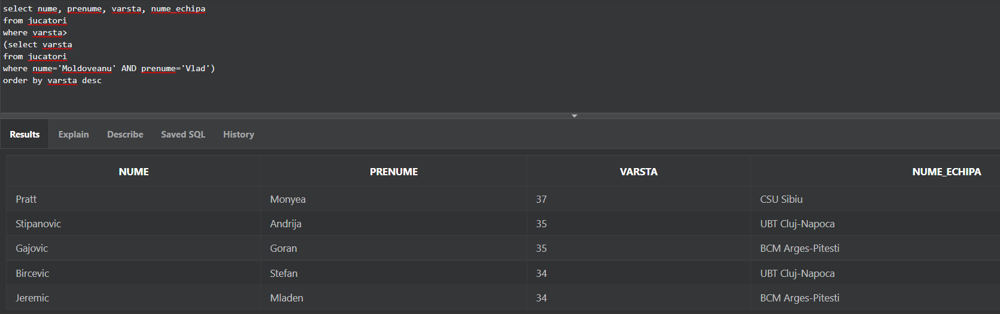 select nume, prenume, varsta, nume_echipa
from jucatori
where varsta>
(select varsta
from jucatori
where nume='Moldoveanu' AND prenume='Vlad')
order by varsta desc
Results Explain Describe Saved SQL History
NUME PRENUME VARSTA NUME_ECHIPA
Pratt Monyea 37 CSU Sibiu
Stipanovic Andrija 35 UBT Cluj-Napoca
Gajovic Goran 35 BCM Arges-Pitesti
Bircevic Stefan 34 UBT Cluj-Napoca
Jeremic Mladen 34 BCM Arges-Pitesti